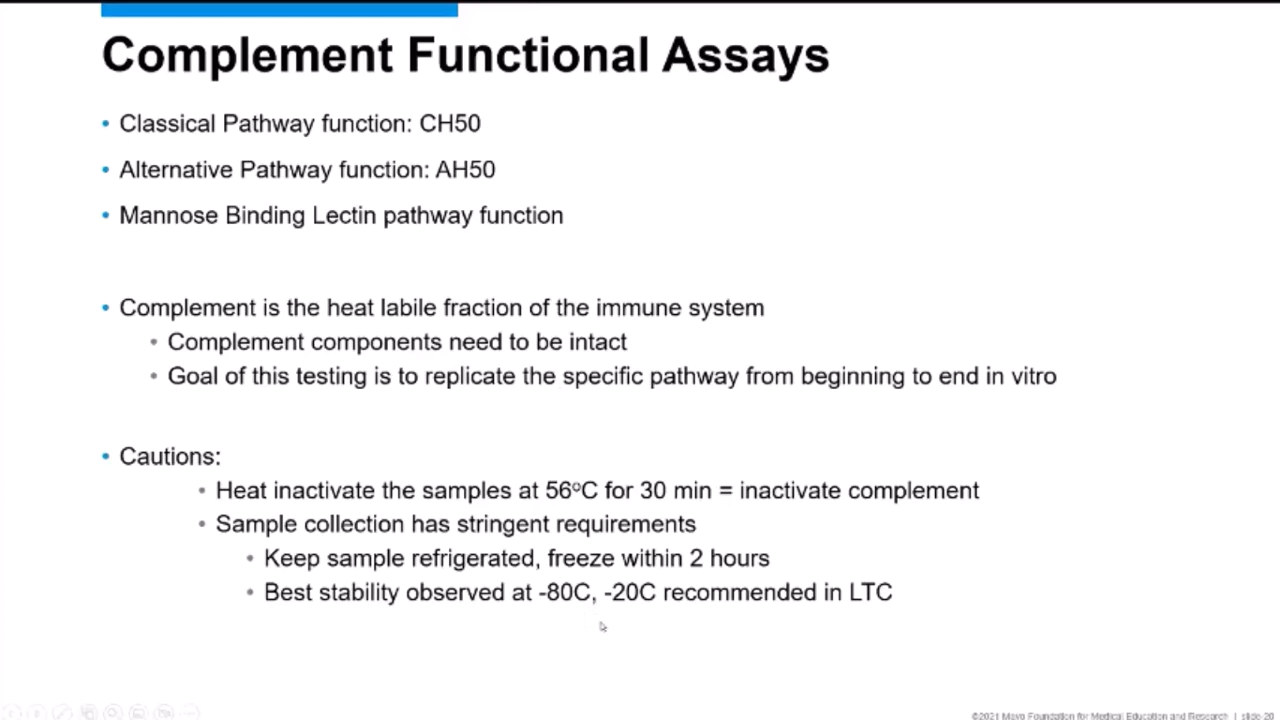 Complement Functional Assays
• Classical Pathway function: CH50
• Alternative Pathway function: AH50
• Mannose Binding Lectin pathway function
• Complement is the heat labile fraction of the immune system
• Complement components need to be intact
• Goal of this testing is to replicate the specific pathway from beginning to end in vitro
• Cautions:
• Heat inactivate the samples at 56°C for 30 min = inactivate complement
• Sample collection has stringent requirements
• Keep sample refrigerated, freeze within 2 hours
• Best stability observed at -80C, -20C recommended in LTC
©2021 Mayo Foundation for Medical Education and Research | slide-20